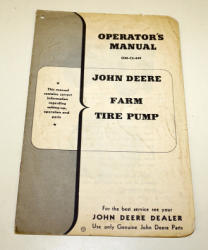 OPERATOR'S
MANUAL
JOHN DEERE
This manual
contains correct
information
regarding
setting-up,
operation and
parts
FARM
TIRE PUMP
For the best service see your
JOHN DEERE DEALER
Use only Genuine John Deere Parts